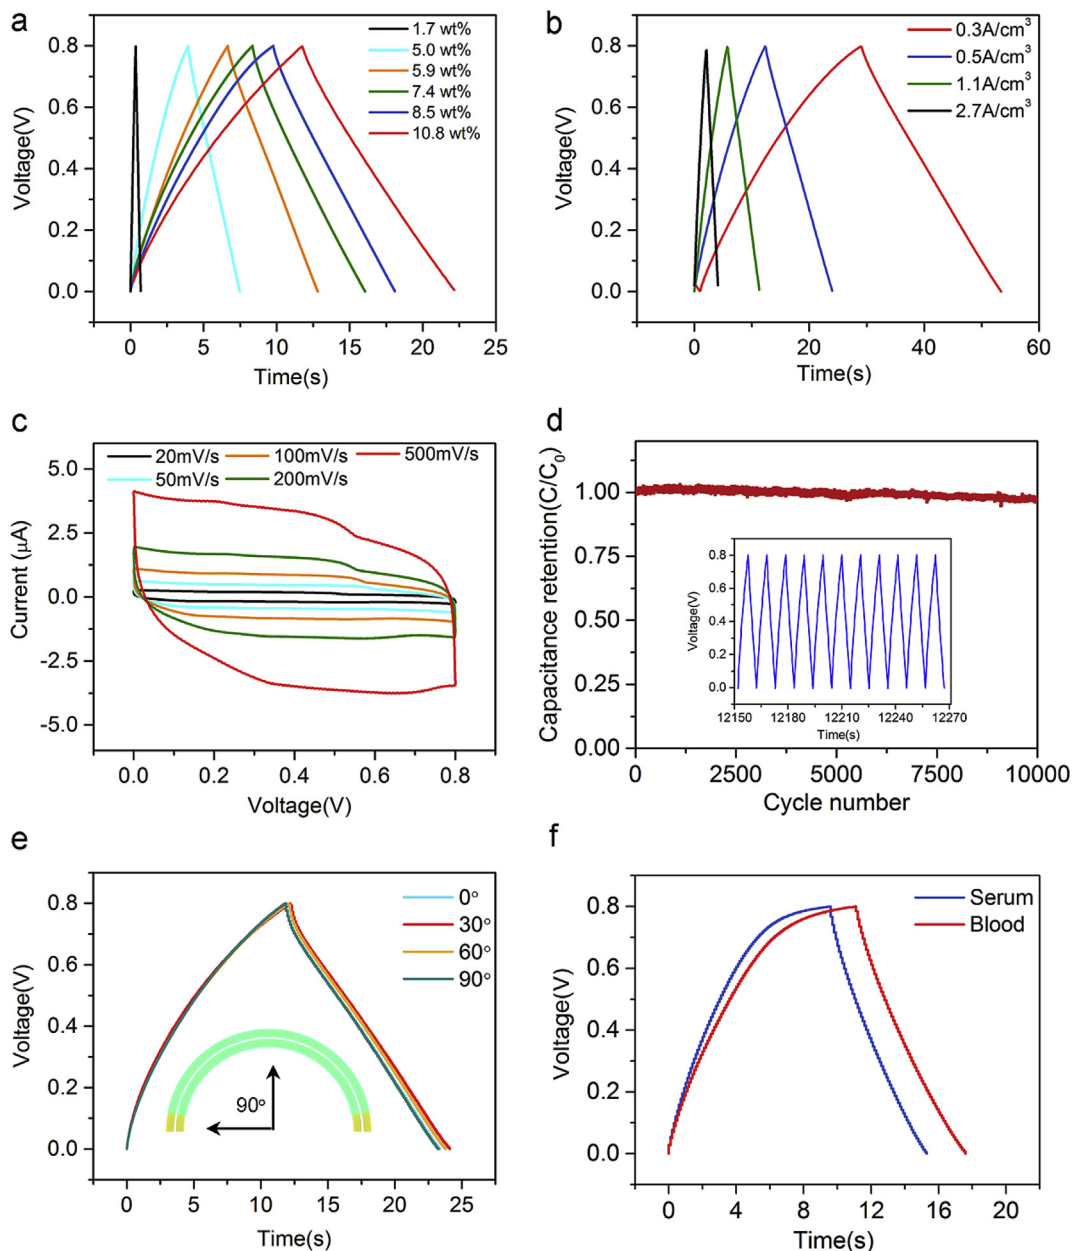 a
1.7 wt%
5.0 wt%
5.9 wt%
7.4 wt%
8.5 wt%
10.8 wt%
Voltage(V)
0.8
0.6
0.4
0.2
0.0
0 5 10 15 20 25
Time(s)
b
0.3A/cm³
0.5A/cm³
1.1A/cm³
2.7A/cm³
Voltage(V)
0.8
0.6
0.4
0.2
0.0
0 20 40 60
Time(s)
c
20mV/s 100mV/s 500mV/s
50mV/s 200mV/s
Current (μA)
5.0
2.5
0.0
-2.5
-5.0
0.0 0.2 0.4 0.6 0.8
Voltage(V)
d
Capacitance retention(C/C₀)
1.00
0.75
0.50
0.25
0.00
0 2500 5000 7500 10000
Cycle number
Voltage(V)
0.8
0.6
0.4
0.2
0.0
12150 12180 12210 12240 12270
Time(s)
e
0°
30°
60°
90°
Voltage(V)
0.8
0.6
0.4
0.2
0.0
90°
0 5 10 15 20 25
Time(s)
f
Serum
Blood
Voltage(V)
0.8
0.6
0.4
0.2
0.0
0 4 8 12 16 20
Time(s)